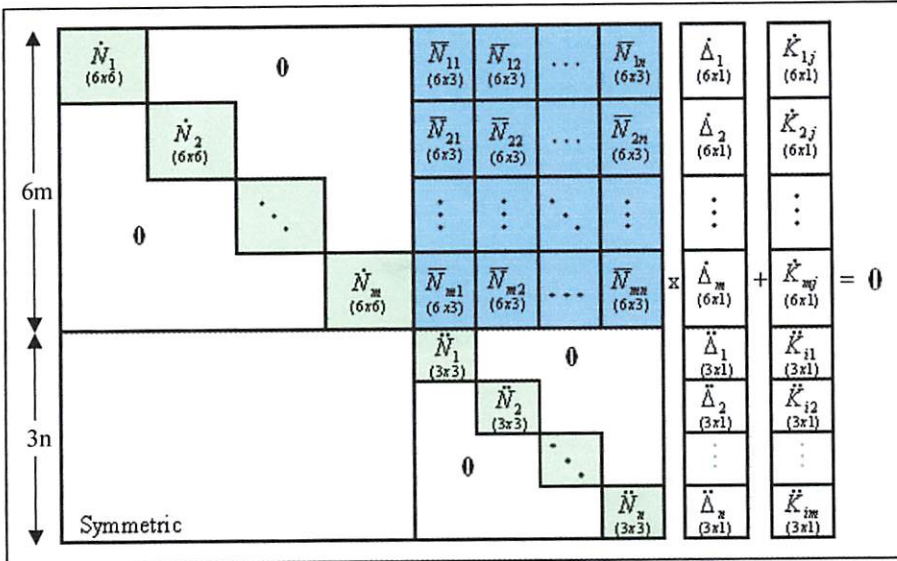 Ṅ₁ 0 N̄₁₁ N̄₁₂ ... N̄₁ₙ Δ̇₁ K̇₁ⱼ
(6x6) (6x3) (6x3) (6x3) (6x1) (6x1)
Ṅ₂ N̄₂₁ N̄₂₂ ... N̄₂ₙ Δ̇₂ K̇₂ⱼ
(6x6) (6x3) (6x3) (6x3) (6x1) (6x1)
6m
0 ⋱ ⋮ ⋮ ⋱ ⋮ ⋮ ⋮
Ṅₘ N̄ₘ₁ N̄ₘ₂ ... N̄ₘₙ x Δ̇ₘ + K̇ₘⱼ = 0
(6x6) (6x3) (6x3) (6x3) (6x1) (6x1)
N̈₁ 0 Δ̈₁ K̈ᵢ₁
(3x3) (3x1) (3x1)
N̈₂ Δ̈₂ K̈ᵢ₂
(3x3) (3x1) (3x1)
3n
0 ⋱ ⋮ ⋮
Symmetric N̈ₙ Δ̈ₙ K̈ᵢₘ
(3x3) (3x1) (3x1)